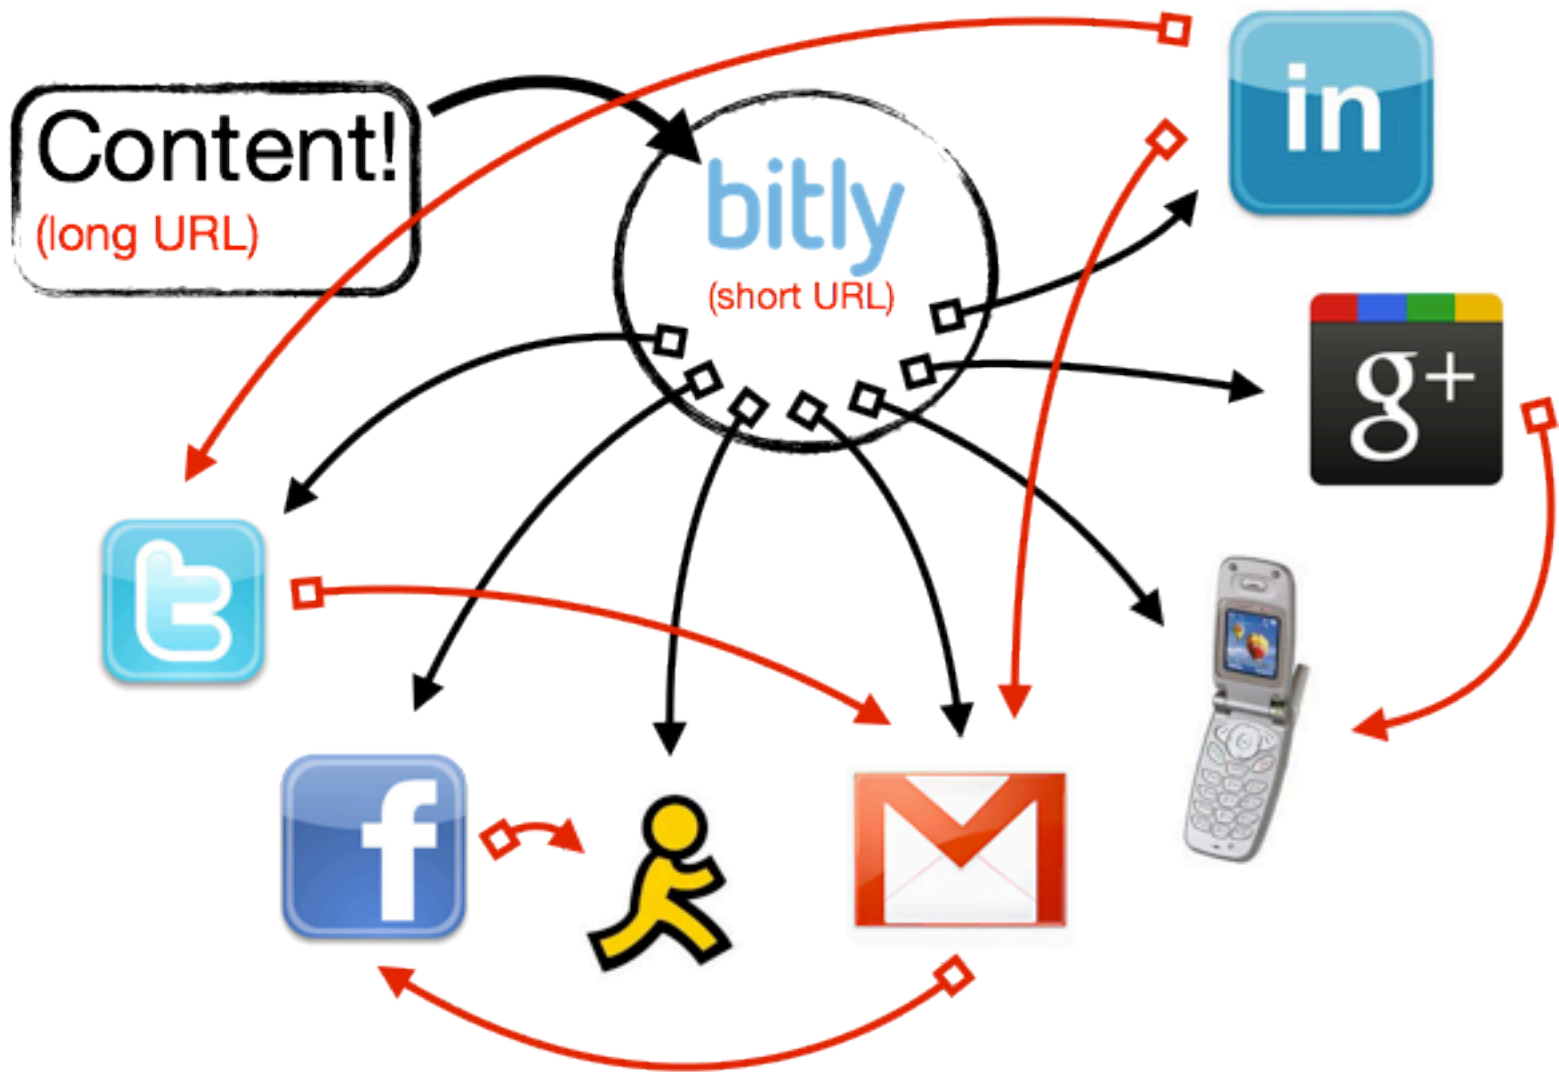 Content!
(long URL)
bitly
(short URL)
in
g+
t
f